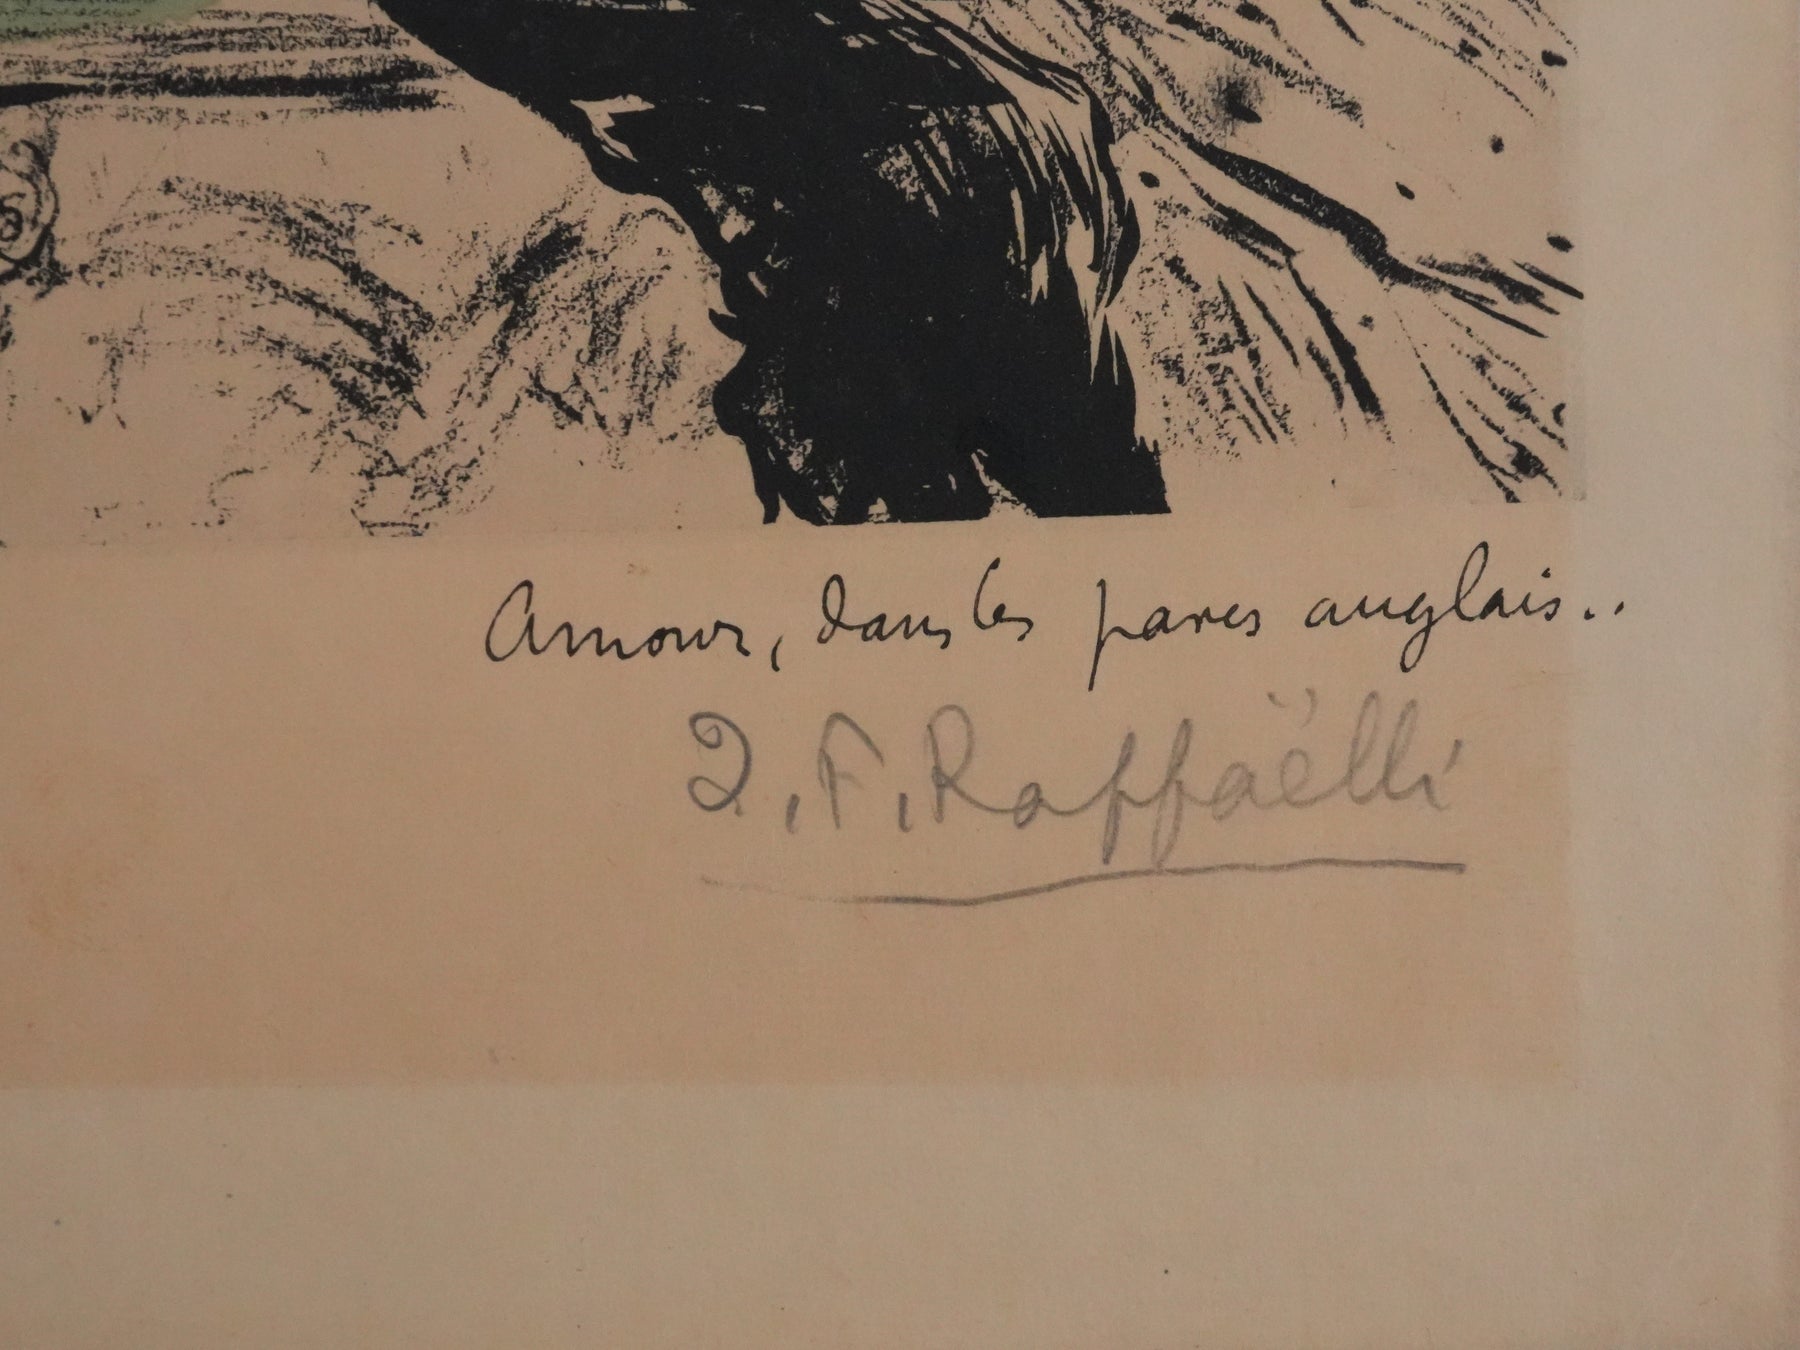 Amour, dans les parcs anglais..
J.F. Raffaëlli